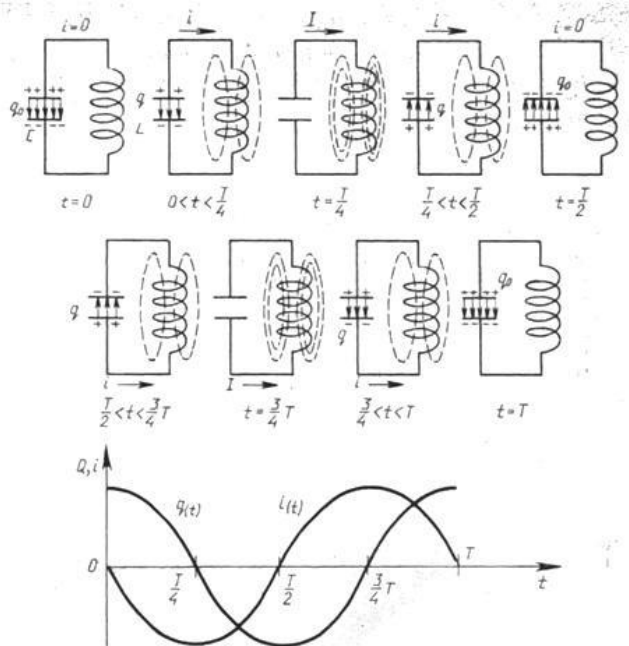 i=0 i I i i=0
++ ++ ++ ++ -- -- -- --
q₀ q q q₀
C L
-- -- -- -- ++ ++ ++ ++
t=0 0<t<T/4 t=T/4 T/4<t<T/2 t=T/2
-- -- ++ ++ ++ ++
q q q₀
++ ++ -- -- -- --
i I i
T/2<t<3/4T t=3/4T 3/4<t<T t=T
Q,i
q(t) i(t)
0 T/4 T/2 3/4T T t